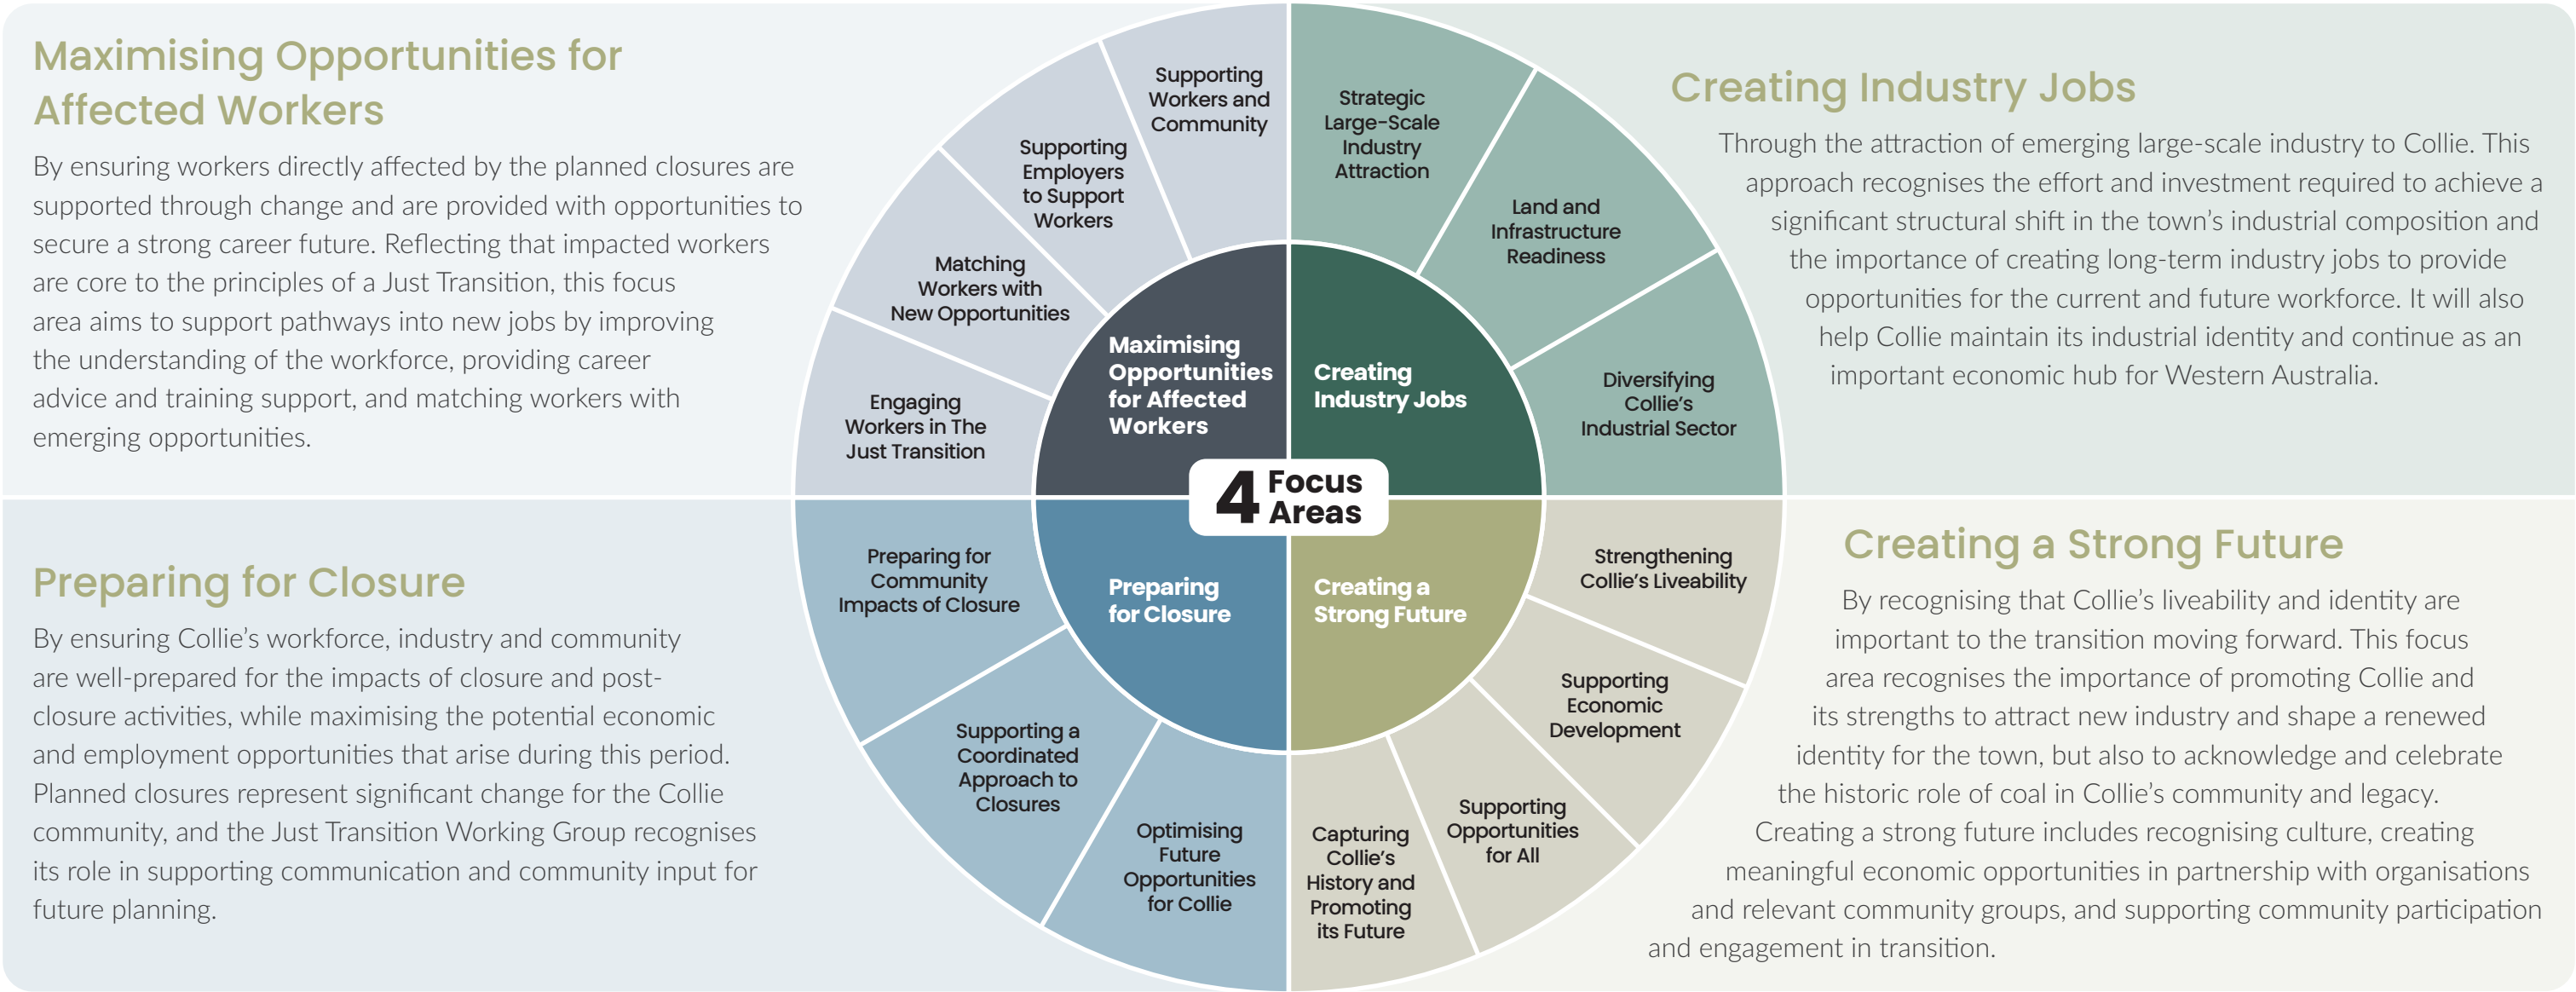 Maximising Opportunities for
Affected Workers
By ensuring workers directly affected by the planned closures are
supported through change and are provided with opportunities to
secure a strong career future. Reflecting that impacted workers
are core to the principles of a Just Transition, this focus
area aims to support pathways into new jobs by improving
the understanding of the workforce, providing career
advice and training support, and matching workers with
emerging opportunities.
Supporting
Workers and
Community
Supporting
Employers
to Support
Workers
Matching
Workers with
New Opportunities
Engaging
Workers in The
Just Transition
Maximising
Opportunities
for Affected
Workers
Strategic
Large-Scale
Industry
Attraction
Land and
Infrastructure
Readiness
Diversifying
Collie's
Industrial Sector
Creating
Industry Jobs
Creating Industry Jobs
Through the attraction of emerging large-scale industry to Collie. This
approach recognises the effort and investment required to achieve a
significant structural shift in the town's industrial composition and
the importance of creating long-term industry jobs to provide
opportunities for the current and future workforce. It will also
help Collie maintain its industrial identity and continue as an
important economic hub for Western Australia.
4 Focus
Areas
Preparing for Closure
By ensuring Collie's workforce, industry and community
are well-prepared for the impacts of closure and post-
closure activities, while maximising the potential economic
and employment opportunities that arise during this period.
Planned closures represent significant change for the Collie
community, and the Just Transition Working Group recognises
its role in supporting communication and community input for
future planning.
Preparing for
Community
Impacts of Closure
Supporting a
Coordinated
Approach to
Closures
Optimising
Future
Opportunities
for Collie
Preparing
for Closure
Creating a
Strong Future
Strengthening
Collie's Liveability
Supporting
Economic
Development
Supporting
Opportunities
for All
Capturing
Collie's
History and
Promoting
its Future
Creating a Strong Future
By recognising that Collie's liveability and identity are
important to the transition moving forward. This focus
area recognises the importance of promoting Collie and
its strengths to attract new industry and shape a renewed
identity for the town, but also to acknowledge and celebrate
the historic role of coal in Collie's community and legacy.
Creating a strong future includes recognising culture, creating
meaningful economic opportunities in partnership with organisations
and relevant community groups, and supporting community participation
and engagement in transition.